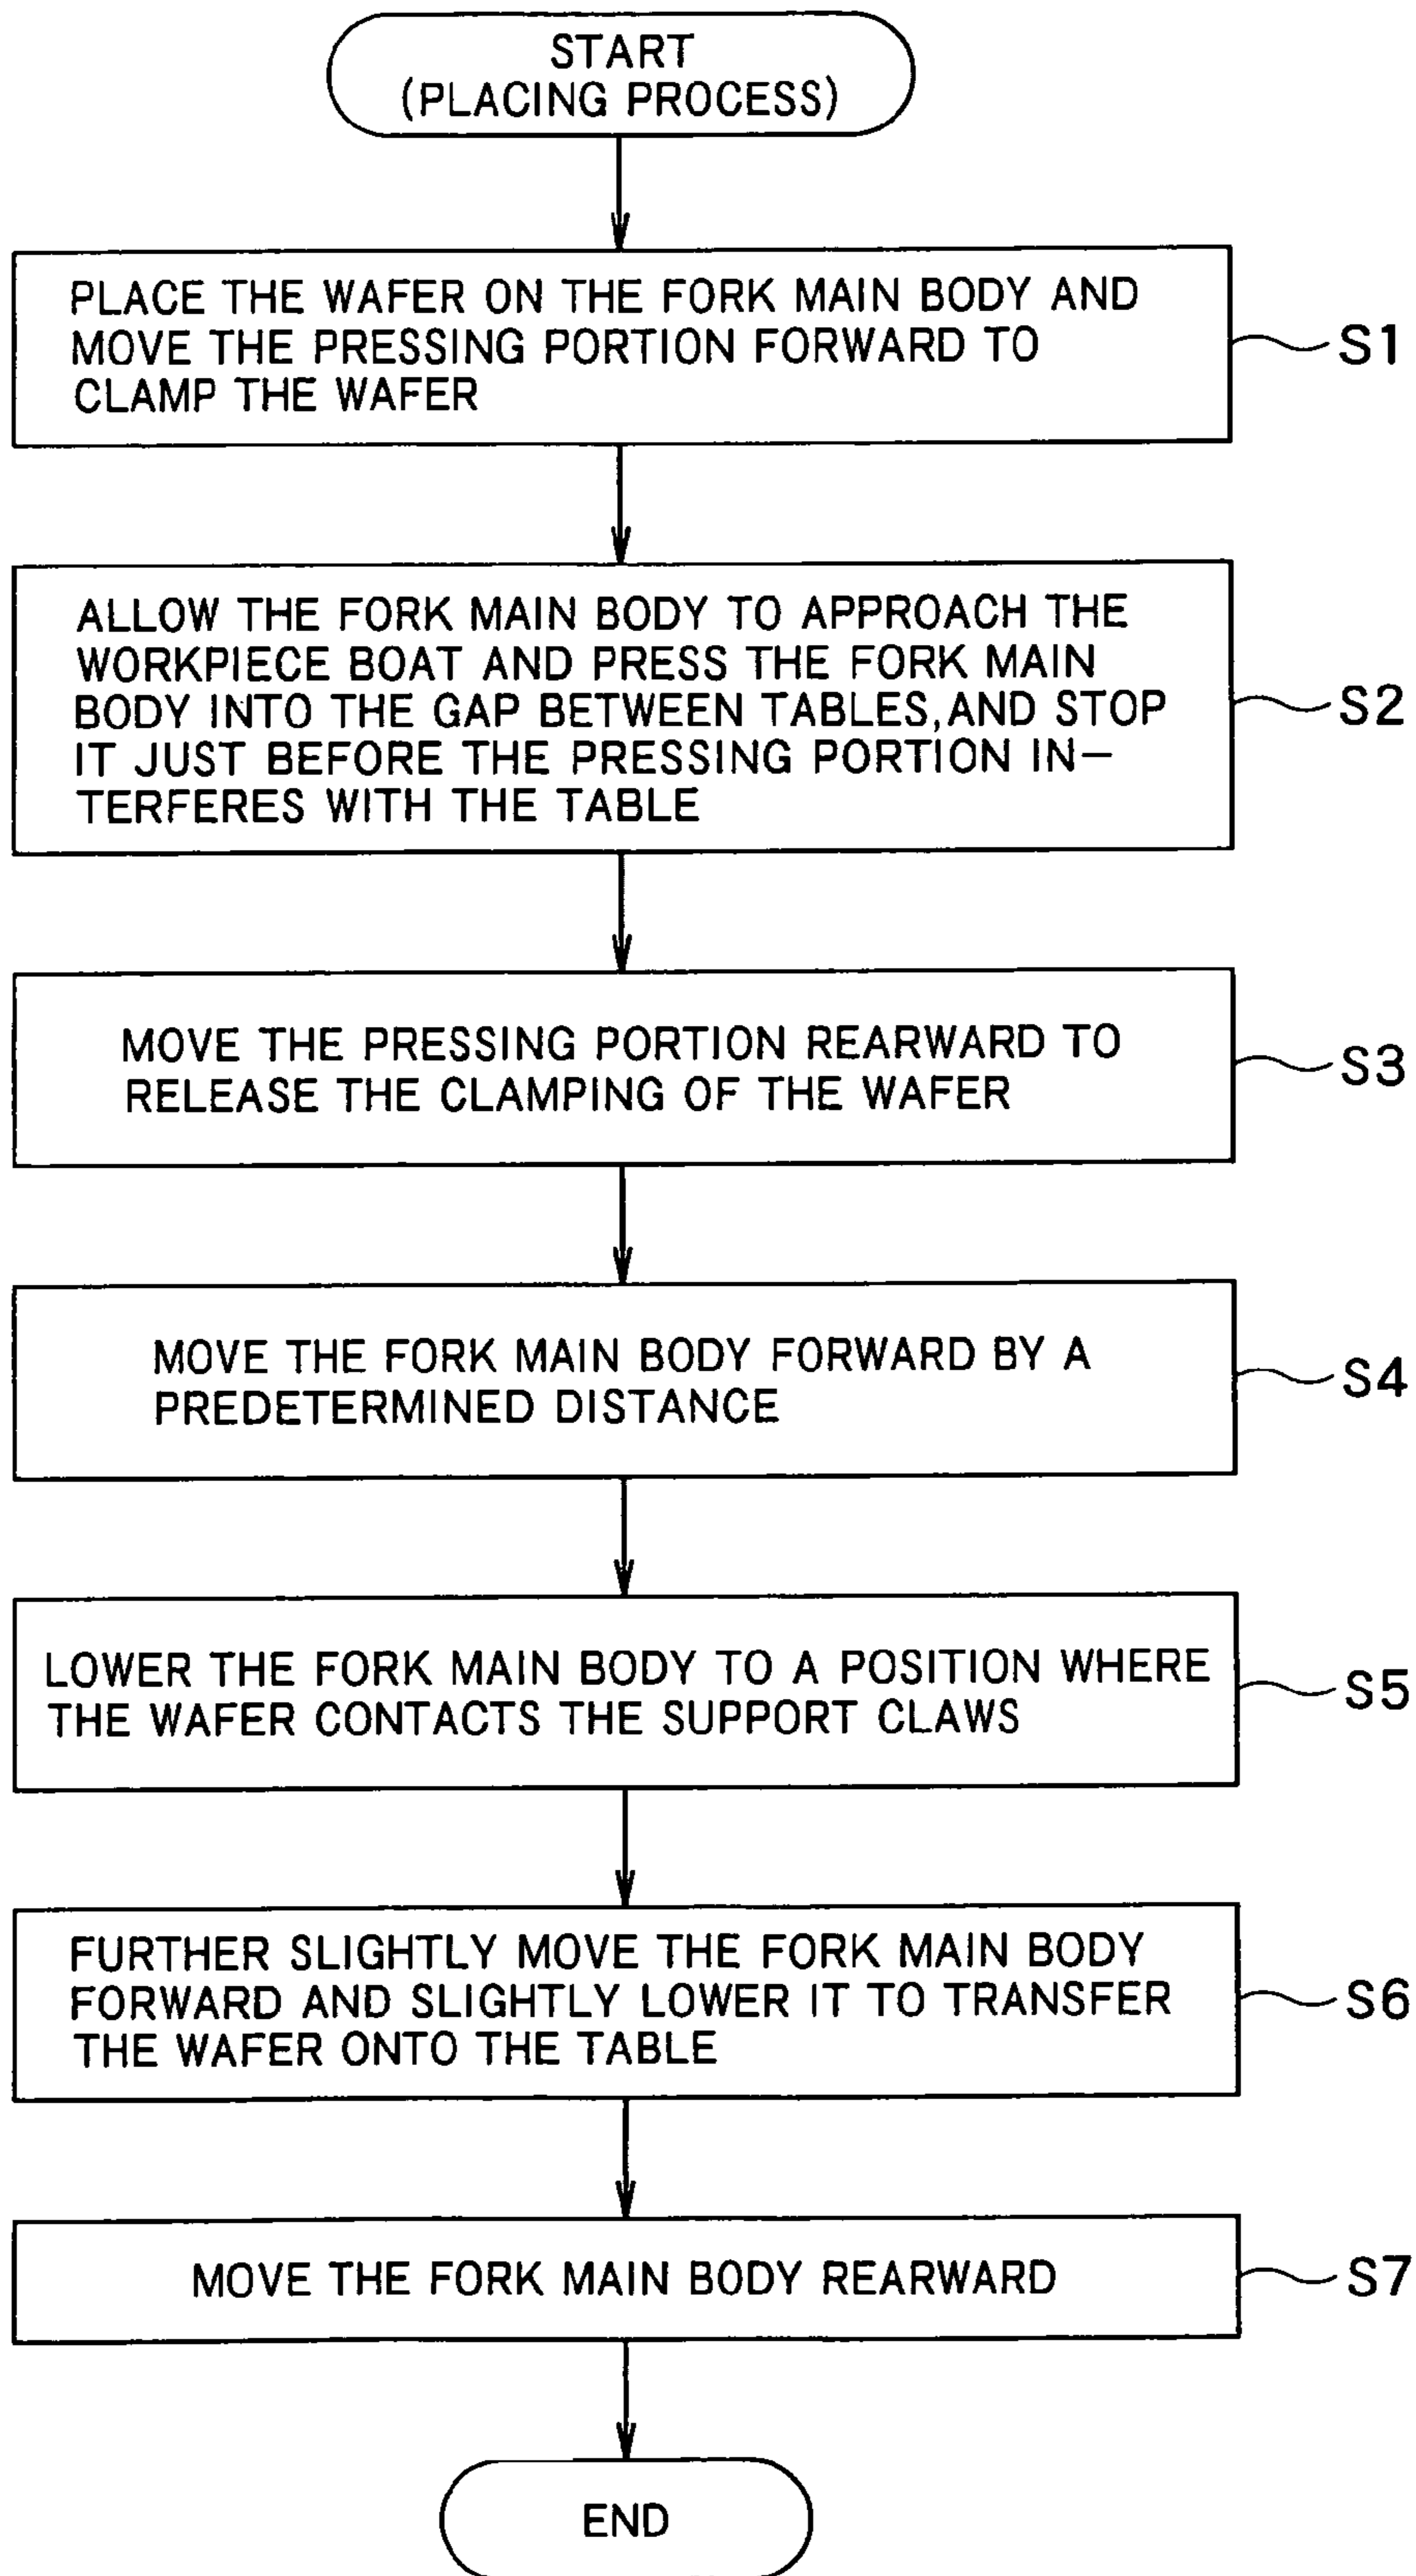 START
(PLACING PROCESS)
PLACE THE WAFER ON THE FORK MAIN BODY AND
MOVE THE PRESSING PORTION FORWARD TO
CLAMP THE WAFER
S1
ALLOW THE FORK MAIN BODY TO APPROACH THE
WORKPIECE BOAT AND PRESS THE FORK MAIN
BODY INTO THE GAP BETWEEN TABLES, AND STOP
IT JUST BEFORE THE PRESSING PORTION IN-
TERFERES WITH THE TABLE
S2
MOVE THE PRESSING PORTION REARWARD TO
RELEASE THE CLAMPING OF THE WAFER
S3
MOVE THE FORK MAIN BODY FORWARD BY A
PREDETERMINED DISTANCE
S4
LOWER THE FORK MAIN BODY TO A POSITION WHERE
THE WAFER CONTACTS THE SUPPORT CLAWS
S5
FURTHER SLIGHTLY MOVE THE FORK MAIN BODY
FORWARD AND SLIGHTLY LOWER IT TO TRANSFER
THE WAFER ONTO THE TABLE
S6
MOVE THE FORK MAIN BODY REARWARD
S7
END